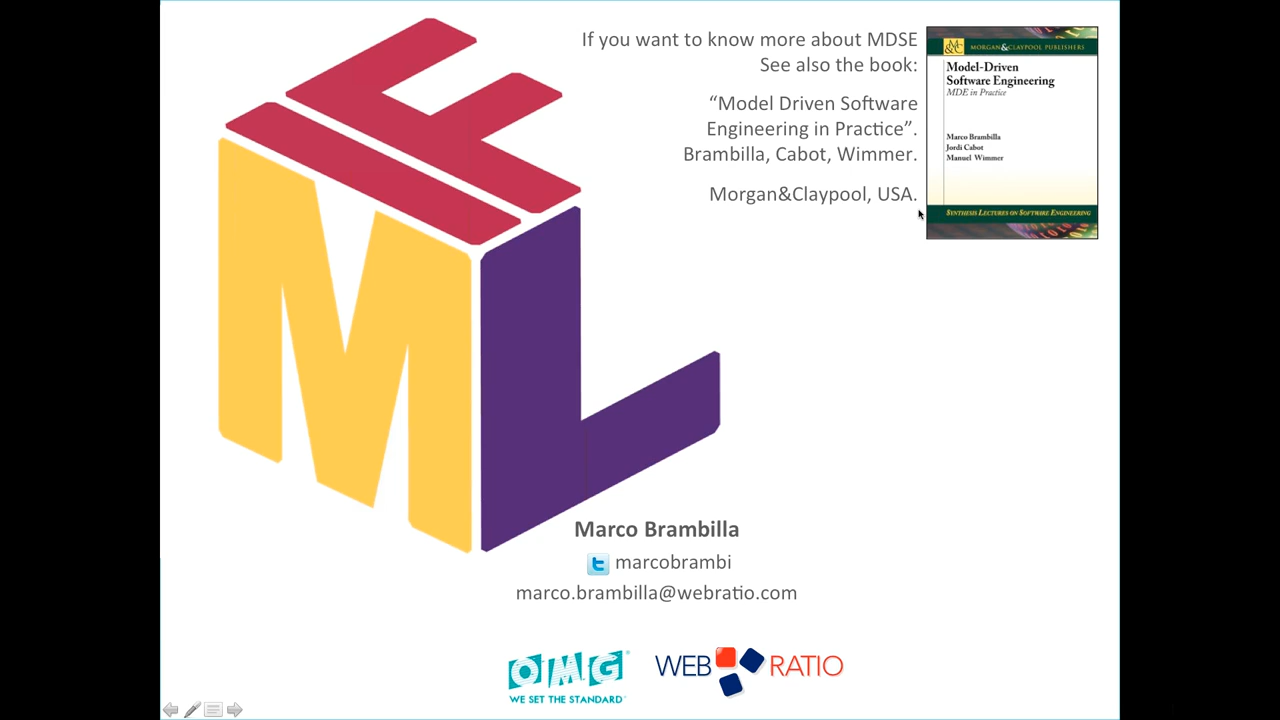 If you want to know more about MDSE
See also the book:
“Model Driven Software
Engineering in Practice”.
Brambilla, Cabot, Wimmer.
Morgan&Claypool, USA.
M&C
MORGAN&CLAYPOOL PUBLISHERS
Model-Driven
Software Engineering
MDE in Practice
Marco Brambilla
Jordi Cabot
Manuel Wimmer
SYNTHESIS LECTURES ON SOFTWARE ENGINEERING
IF
ML
Marco Brambilla
marcobrambi
marco.brambilla@webratio.com
OMG®
WE SET THE STANDARD™
WEB RATIO